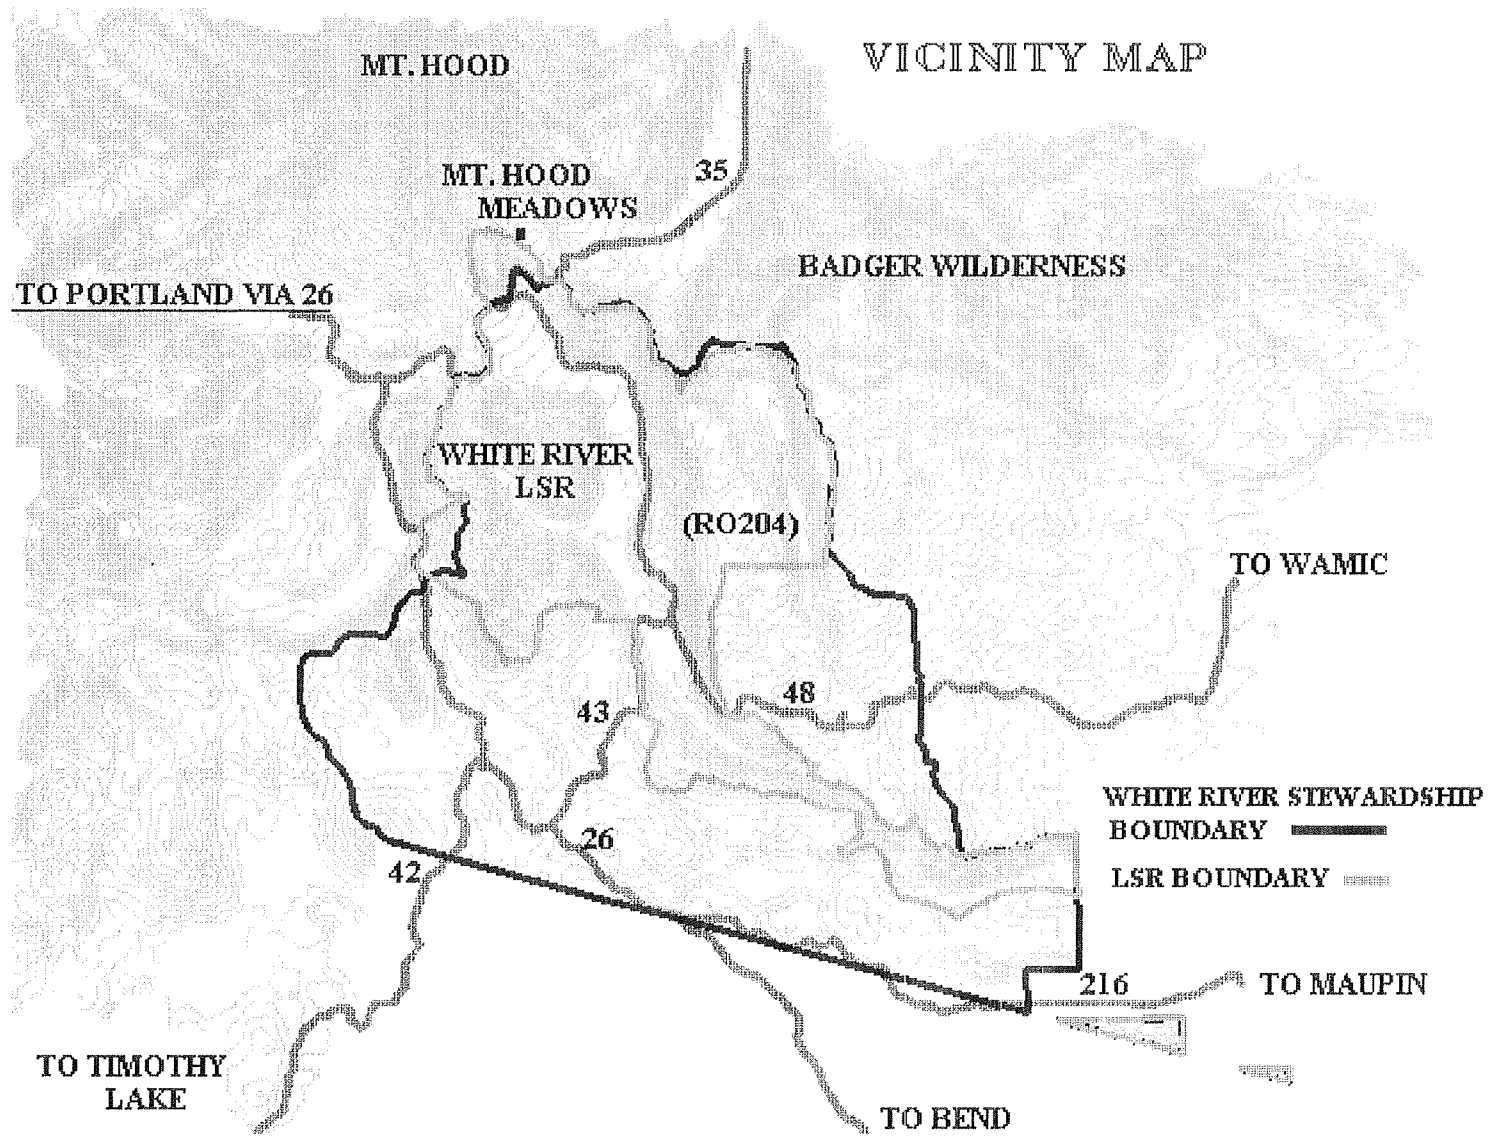 VICINITY MAP
MT. HOOD
35
MT. HOOD
MEADOWS
BADGER WILDERNESS
TO PORTLAND VIA 26
WHITE RIVER
LSR
(RO204)
TO WAMIC
48
43
WHITE RIVER STEWARDSHIP
BOUNDARY
26
42
LSR BOUNDARY
216
TO MAUPIN
TO TIMOTHY
LAKE
TO BEND